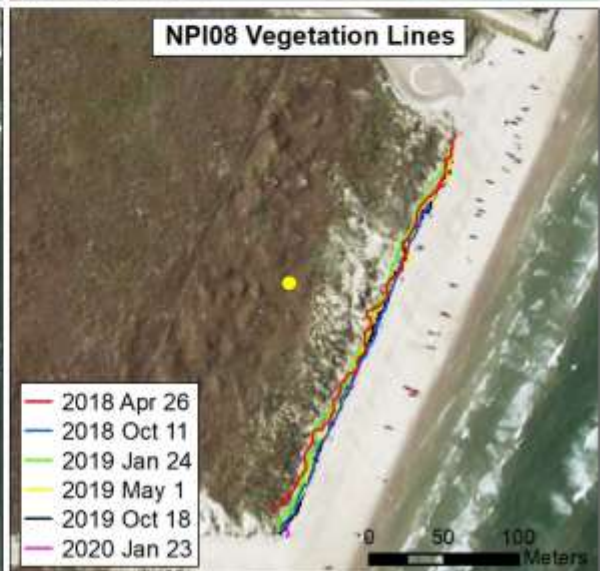 NPI08 Vegetation Lines
2018 Apr 26
2018 Oct 11
2019 Jan 24
2019 May 1
2019 Oct 18
2020 Jan 23
0 50 100
Meters